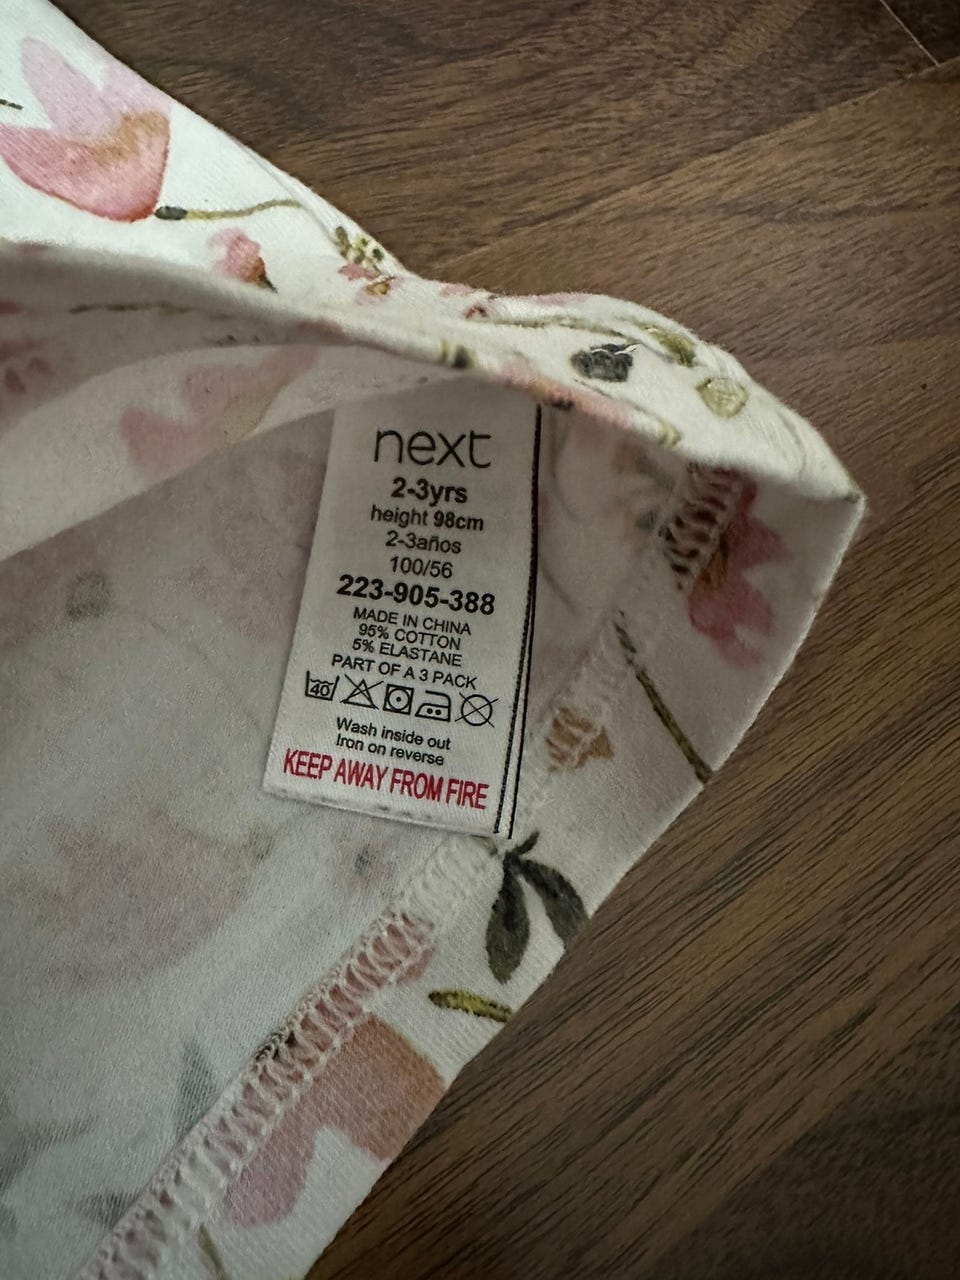 next
2-3yrs
height 98cm
2-3años
100/56
223-905-388
MADE IN CHINA
95% COTTON
5% ELASTANE
PART OF A 3 PACK
40
Wash inside out
Iron on reverse
KEEP AWAY FROM FIRE